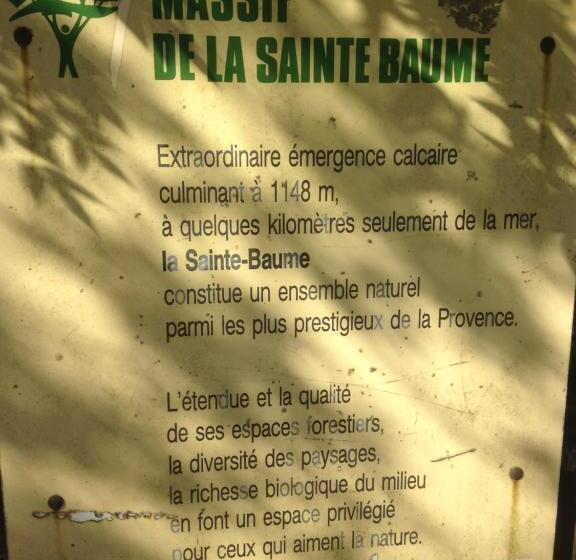 MASSIF
DE LA SAINTE BAUME
Extraordinaire émergence calcaire
culminant à 1148 m,
à quelques kilomètres seulement de la mer,
la Sainte-Baume
constitue un ensemble naturel
parmi les plus prestigieux de la Provence.
L'étendue et la qualité
de ses espaces forestiers,
la diversité des paysages,
la richesse biologique du milieu
en font un espace privilégié
pour ceux qui aiment la nature.